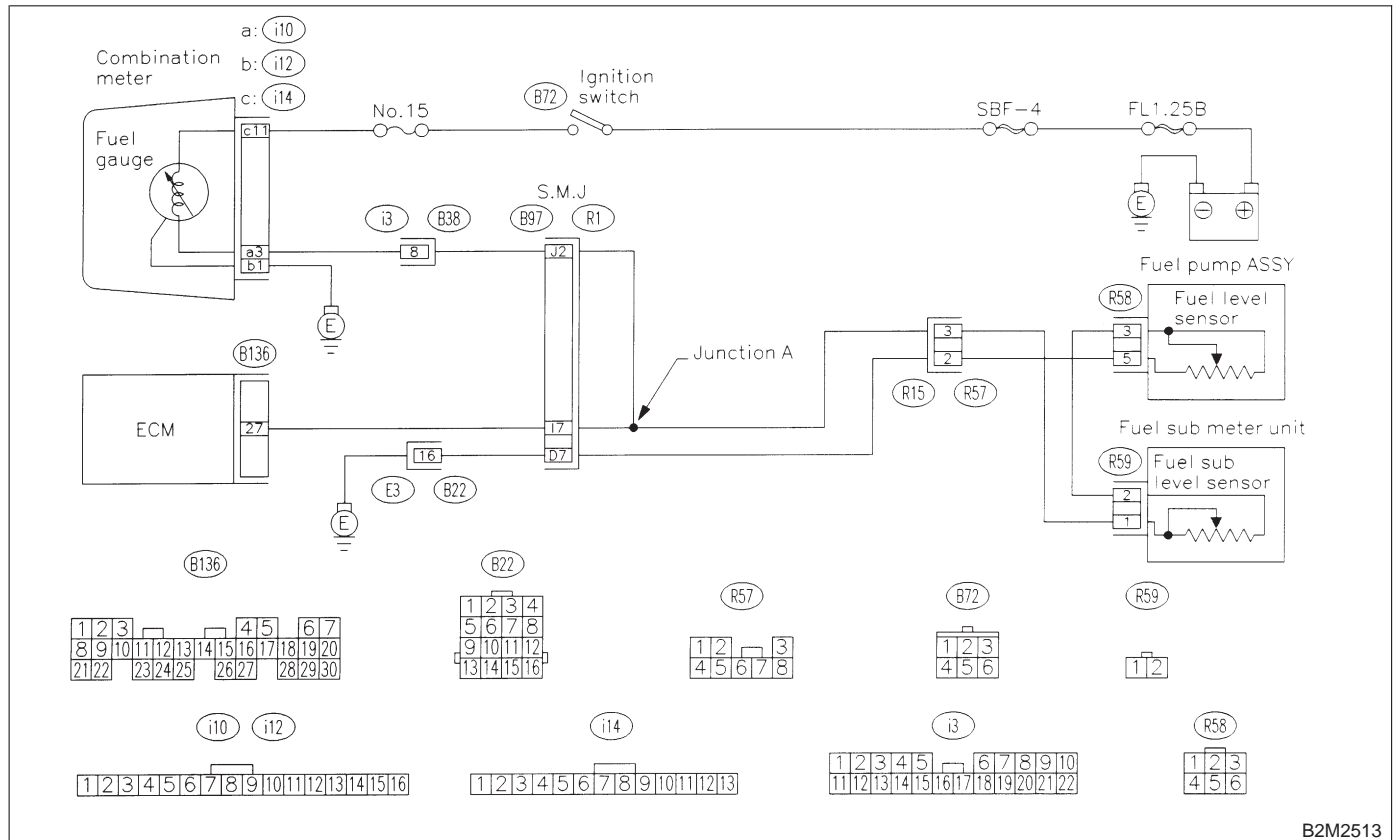 a: i10
Combination meter
b: i12
c: i14
Ignition switch
B72
No.15
SBF-4
FL1.25B
c11
Fuel gauge
S.M.J
E
⊖ ⊕
i3
B38
B97
R1
a3
8
J2
b1
Fuel pump ASSY
R58
Fuel level sensor
E
3
3
B136
Junction A
2
5
R15
R57
ECM
27
I7
Fuel sub meter unit
16
D7
R59
Fuel sub level sensor
E3
B22
2
1
E
B136
B22
R57
B72
R59
1 2 3 4 5 6 7
8 9 10 11 12 13 14 15 16 17 18 19 20
21 22 23 24 25 26 27 28 29 30
1 2 3 4
5 6 7 8
9 10 11 12
13 14 15 16
1 2 3
4 5 6 7 8
1 2 3
4 5 6
1 2
i10 i12
i14
i3
R58
1 2 3 4 5 6 7 8 9 10 11 12 13 14 15 16
1 2 3 4 5 6 7 8 9 10 11 12 13
1 2 3 4 5 6 7 8 9 10
11 12 13 14 15 16 17 18 19 20 21 22
1 2 3
4 5 6
B2M2513